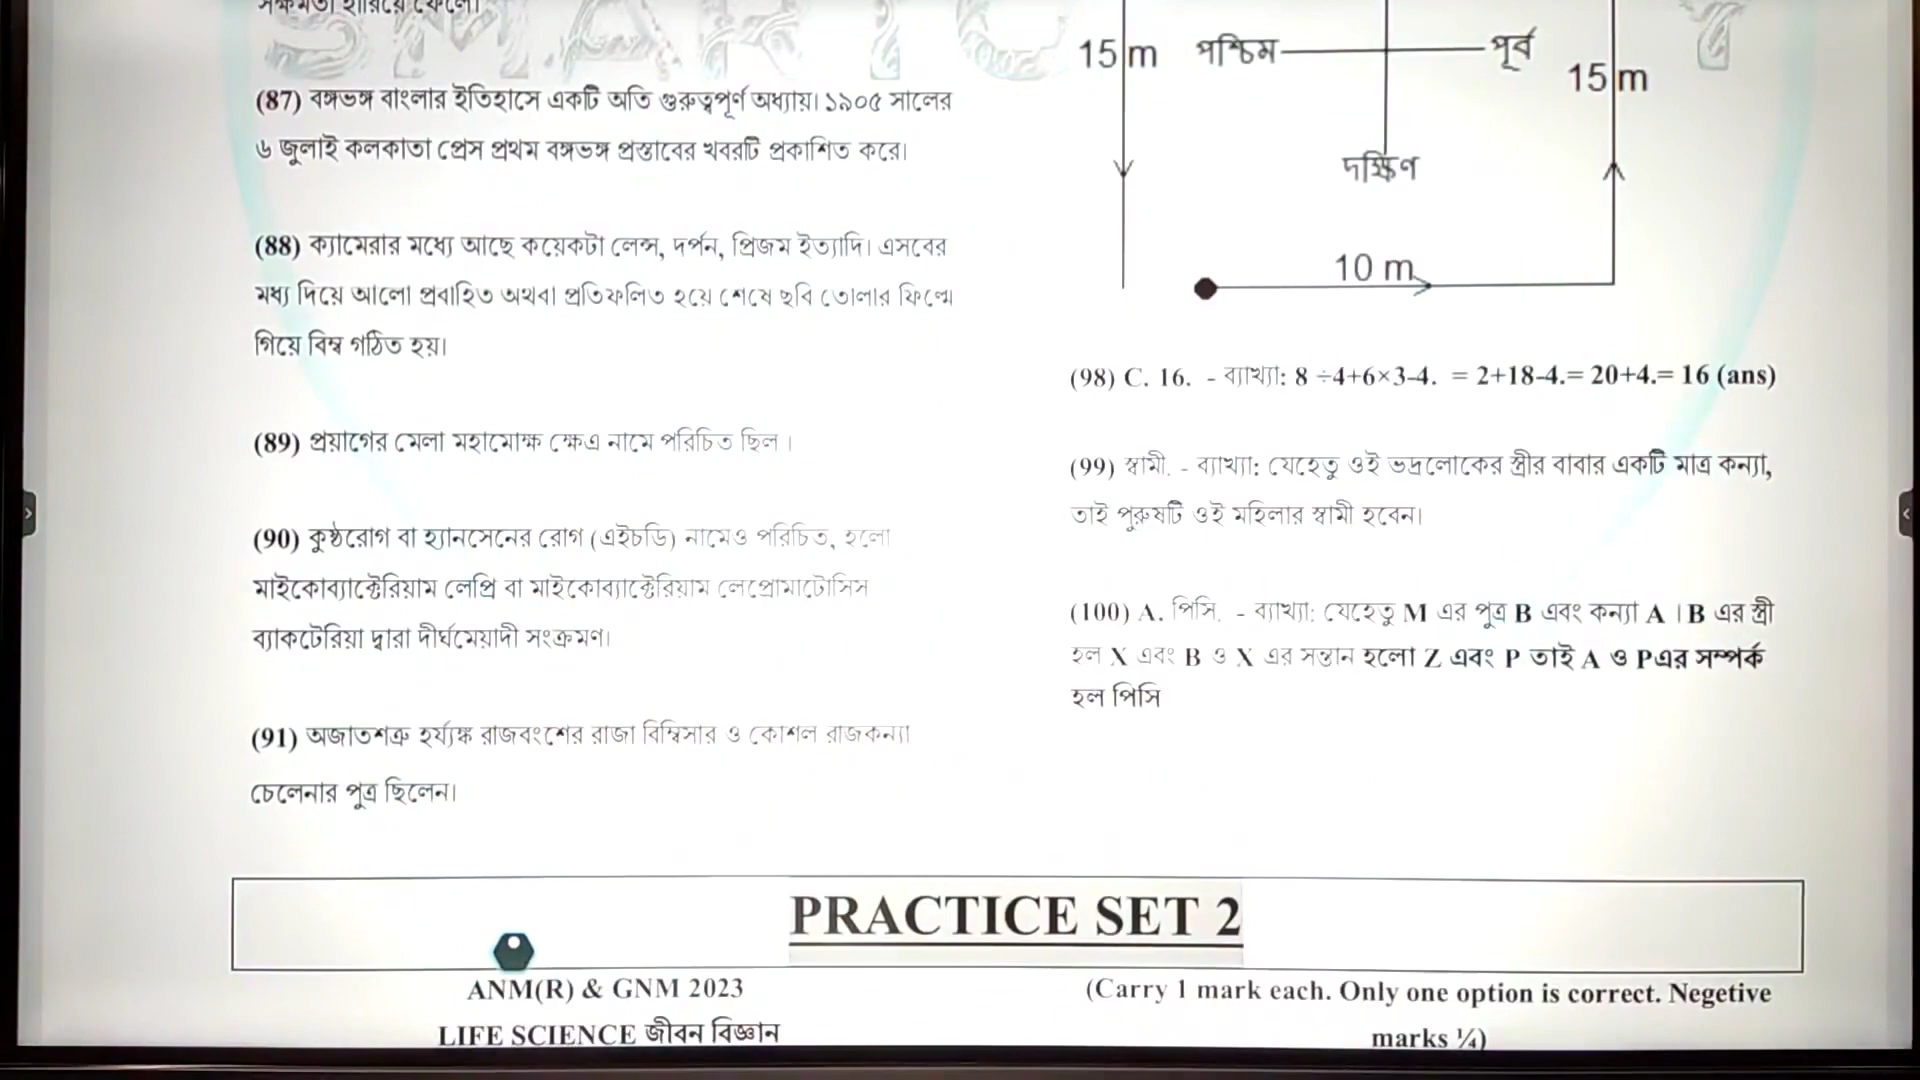 সক্ষমতা হারিয়ে ফেলে।
(87) বঙ্গভঙ্গ বাংলার ইতিহাসে একটি অতি গুরুত্বপূর্ণ অধ্যায়। ১৯০৫ সালের
৬ জুলাই কলকাতা প্রেস প্রথম বঙ্গভঙ্গ প্রস্তাবের খবরটি প্রকাশিত করে।
(88) ক্যামেরার মধ্যে আছে কয়েকটা লেন্স, দর্পন, প্রিজম ইত্যাদি। এসবের
মধ্য দিয়ে আলো প্রবাহিত অথবা প্রতিফলিত হয়ে শেষে ছবি তোলার ফিল্মে
গিয়ে বিম্ব গঠিত হয়।
(89) প্রয়াগের মেলা মহামোক্ষ ক্ষেএ নামে পরিচিত ছিল ।
(90) কুষ্ঠরোগ বা হ্যানসেনের রোগ (এইচডি) নামেও পরিচিত, হলো
মাইকোব্যাক্টেরিয়াম লেপ্রি বা মাইকোব্যাক্টেরিয়াম লেপ্রোমাটোসিস
ব্যাকটেরিয়া দ্বারা দীর্ঘমেয়াদী সংক্রমণ।
(91) অজাতশত্রু হর্য্যঙ্ক রাজবংশের রাজা বিম্বিসার ও কোশল রাজকন্যা
চেলেনার পুত্র ছিলেন।
15 m
পশ্চিম
পূর্ব
15 m
দক্ষিণ
10 m
(98) C. 16. - ব্যাখ্যা: 8 ÷4+6×3-4. = 2+18-4.= 20+4.= 16 (ans)
(99) স্বামী. - ব্যাখ্যা: যেহেতু ওই ভদ্রলোকের স্ত্রীর বাবার একটি মাত্র কন্যা,
তাই পুরুষটি ওই মহিলার স্বামী হবেন।
(100) A. পিসি. - ব্যাখ্যা: যেহেতু M এর পুত্র B এবং কন্যা A । B এর স্ত্রী
হল X এবং B ও X এর সন্তান হলো Z এবং P তাই A ও Pএর সম্পর্ক
হল পিসি
PRACTICE SET 2
ANM(R) & GNM 2023
LIFE SCIENCE জীবন বিজ্ঞান
(Carry 1 mark each. Only one option is correct. Negetive
marks ¼)